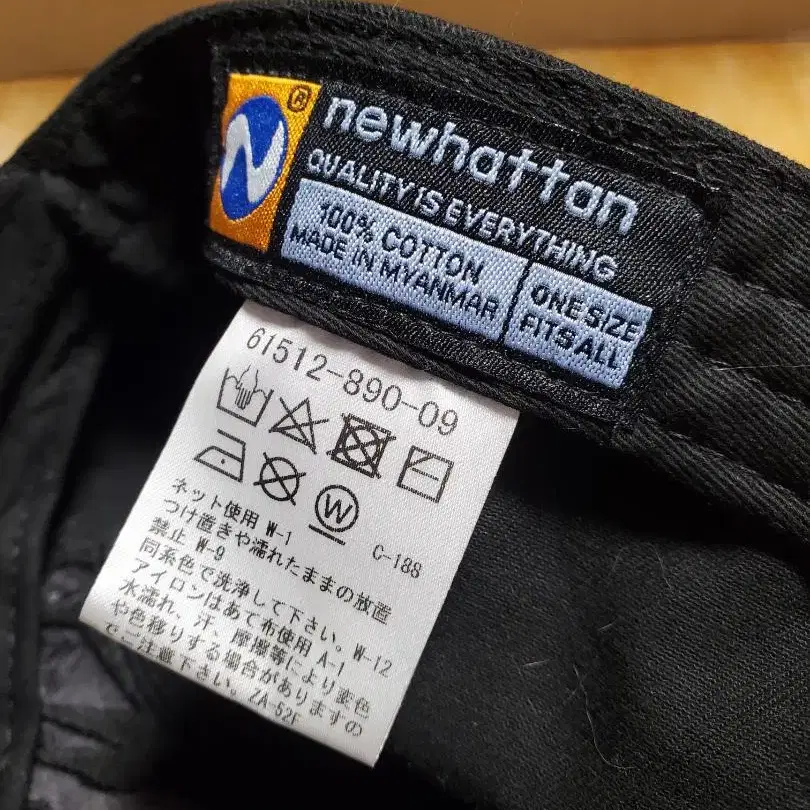 ®
newhattan
QUALITY IS EVERYTHING
100% COTTON
MADE IN MYANMAR
ONE SIZE
FITS ALL
61512-890-09
W
ネット使用 W-1 C-188
つけ置きや濡れたままの放置
禁止 W-9
同系色で洗浄して下さい。W-12
アイロンはあて布使用 A-1
水濡れ、汗、摩擦等により変色
や色移りする場合がありますの
でご注意下さい。ZA-52F